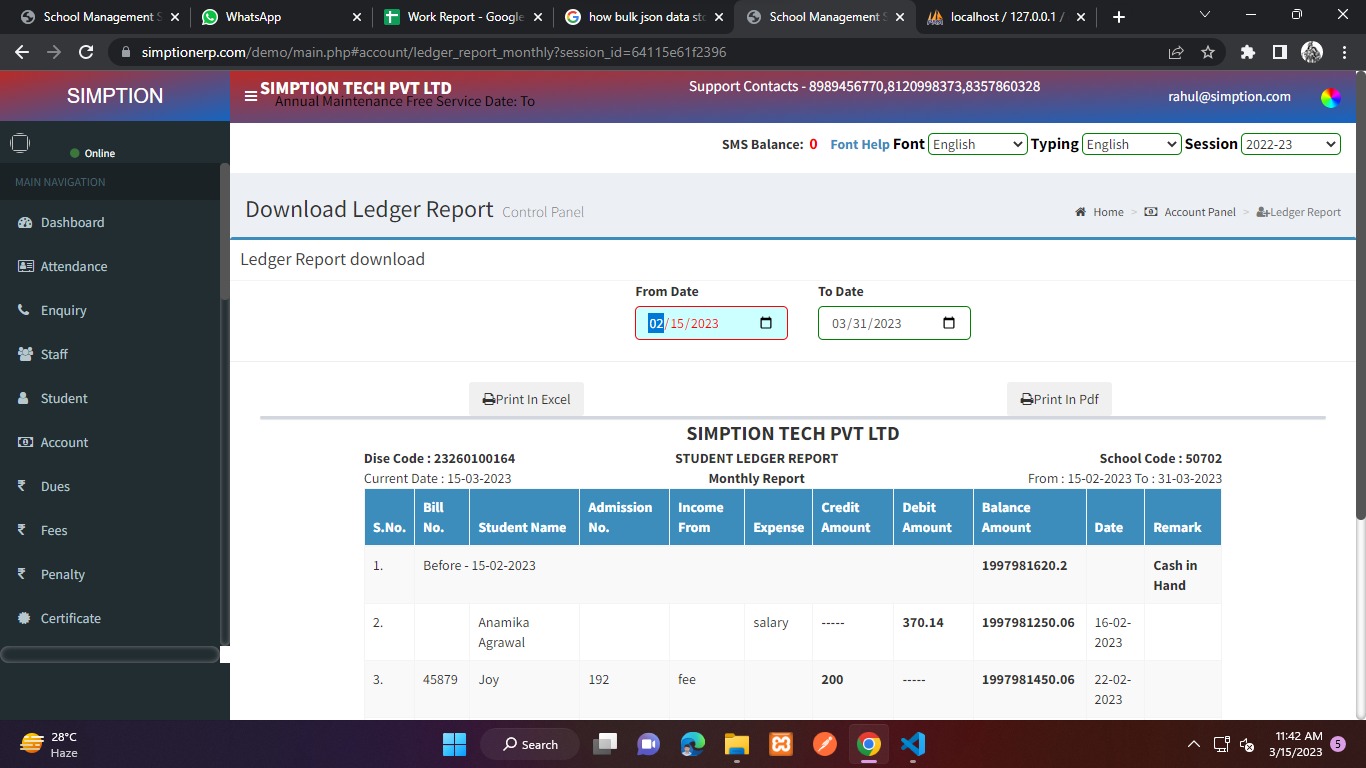 School Management S
WhatsApp
Work Report - Google
how bulk json data sto
School Management S
localhost / 127.0.0.1 /
simptionerp.com/demo/main.php#account/ledger_report_monthly?session_id=64115e61f2396
SIMPTION
SIMPTION TECH PVT LTD
Annual Maintenance Free Service Date: To
Support Contacts - 8989456770,8120998373,8357860328
rahul@simption.com
Online
SMS Balance: 0 Font Help Font English Typing English Session 2022-23
MAIN NAVIGATION
Dashboard
Attendance
Enquiry
Staff
Student
Account
Dues
Fees
Penalty
Certificate
Download Ledger Report Control Panel
Home > Account Panel > Ledger Report
Ledger Report download
From Date To Date
02/15/2023 03/31/2023
Print In Excel Print In Pdf
SIMPTION TECH PVT LTD
Dise Code : 23260100164 STUDENT LEDGER REPORT School Code : 50702
Current Date : 15-03-2023 Monthly Report From : 15-02-2023 To : 31-03-2023
S.No. Bill No. Student Name Admission No. Income From Expense Credit Amount Debit Amount Balance Amount Date Remark
1. Before - 15-02-2023 1997981620.2 Cash in Hand
2. Anamika Agrawal salary ----- 370.14 1997981250.06 16-02-2023
3. 45879 Joy 192 fee 200 ----- 1997981450.06 22-02-2023
28°C
Haze
Search
11:42 AM
3/15/2023
5